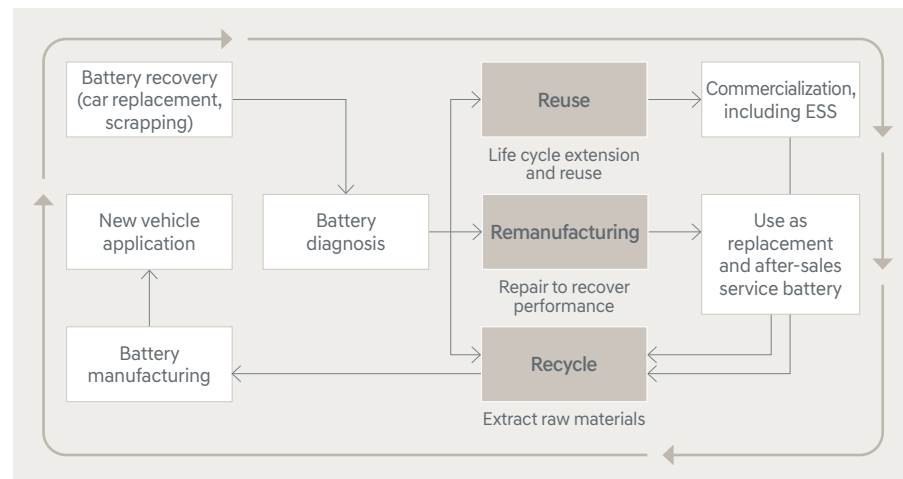 Battery recovery
(car replacement,
scrapping)
Reuse
Commercialization,
including ESS
Life cycle extension
and reuse
New vehicle
application
Battery
diagnosis
Remanufacturing
Use as
replacement
and after-sales
service battery
Repair to recover
performance
Battery
manufacturing
Recycle
Extract raw materials